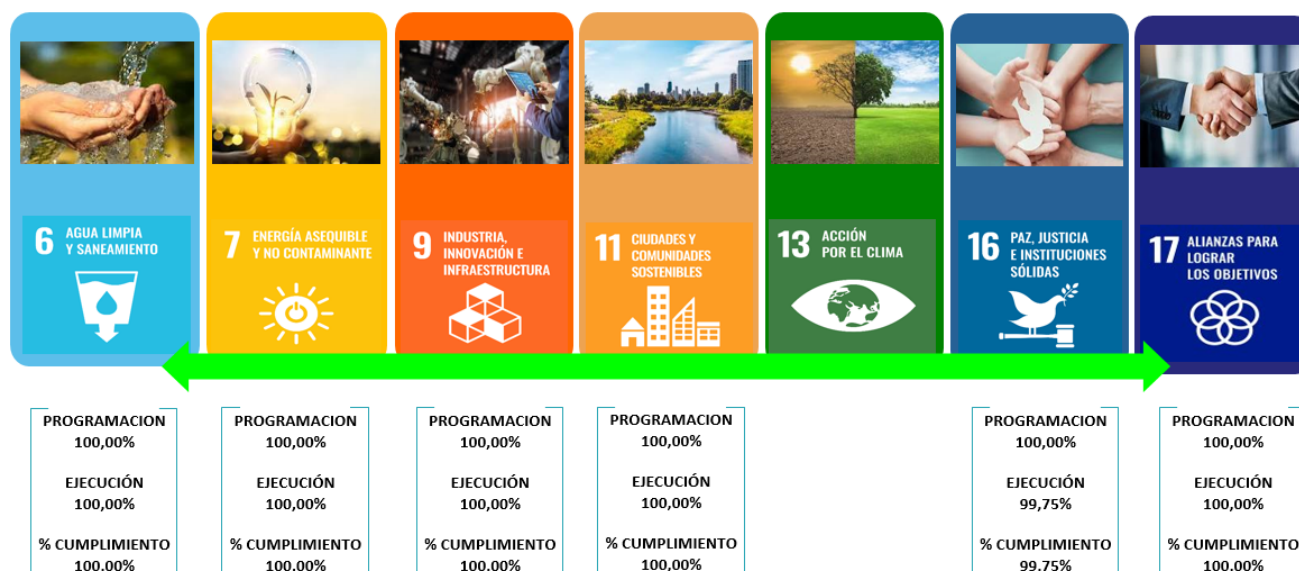 6 AGUA LIMPIA
Y SANEAMIENTO
7 ENERGÍA ASEQUIBLE
Y NO CONTAMINANTE
9 INDUSTRIA,
INNOVACIÓN E
INFRAESTRUCTURA
11 CIUDADES Y
COMUNIDADES
SOSTENIBLES
13 ACCIÓN
POR EL CLIMA
16 PAZ, JUSTICIA
E INSTITUCIONES
SÓLIDAS
17 ALIANZAS PARA
LOGRAR
LOS OBJETIVOS
PROGRAMACION
100,00%
EJECUCIÓN
100,00%
% CUMPLIMIENTO
100,00%
PROGRAMACION
100,00%
EJECUCIÓN
100,00%
% CUMPLIMIENTO
100,00%
PROGRAMACION
100,00%
EJECUCIÓN
100,00%
% CUMPLIMIENTO
100,00%
PROGRAMACION
100,00%
EJECUCIÓN
100,00%
% CUMPLIMIENTO
100,00%
PROGRAMACION
100,00%
EJECUCIÓN
99,75%
% CUMPLIMIENTO
99,75%
PROGRAMACION
100,00%
EJECUCIÓN
100,00%
% CUMPLIMIENTO
100,00%